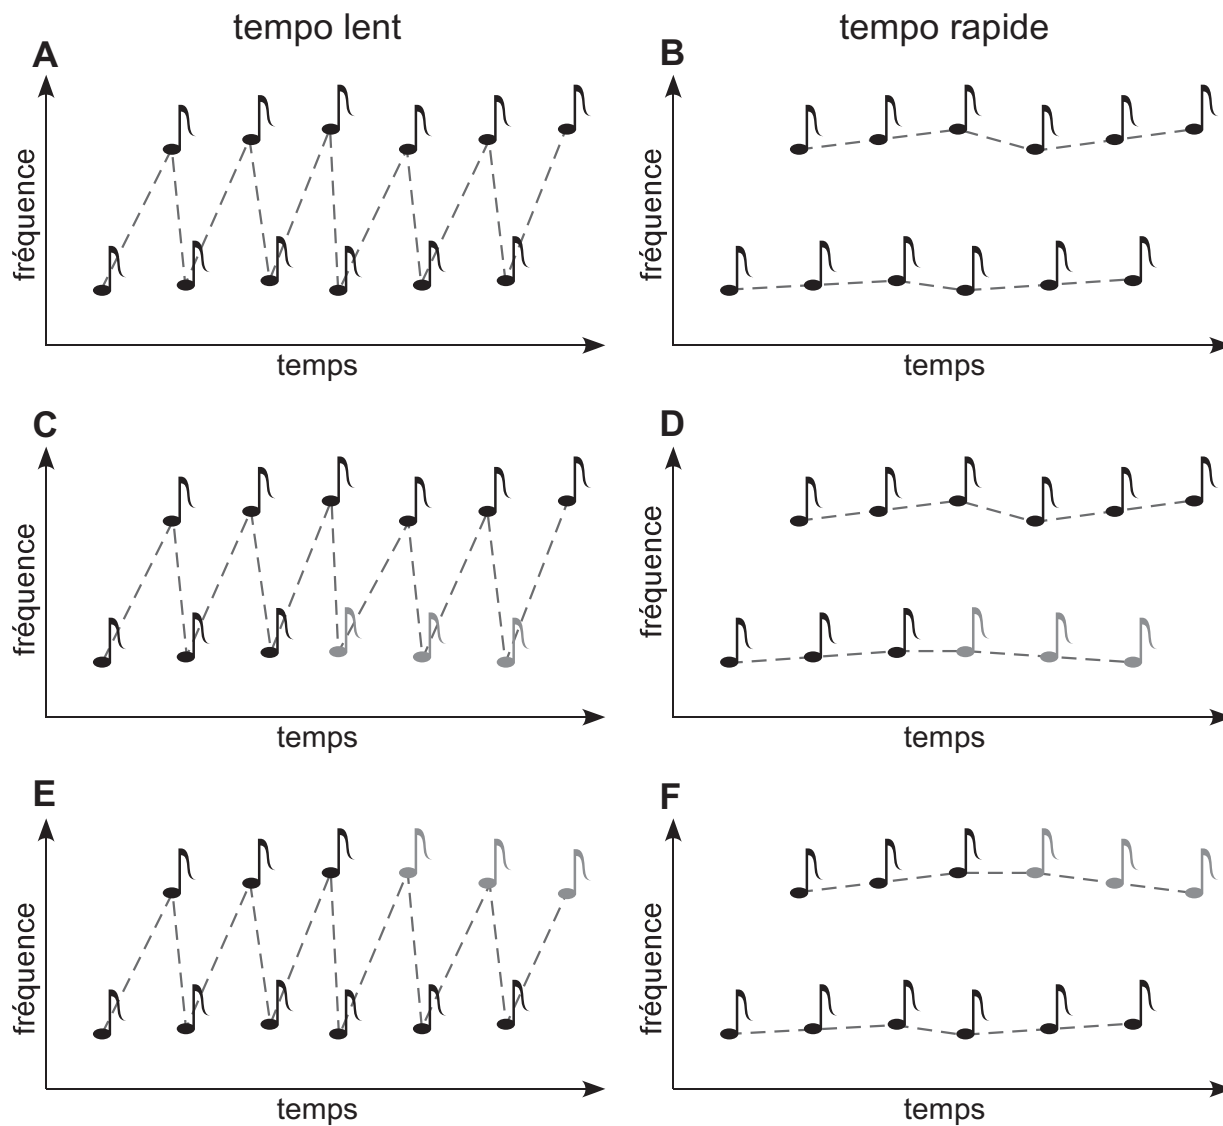 tempo lent
tempo rapide
A
B
fréquence
fréquence
temps
temps
C
D
fréquence
fréquence
temps
temps
E
F
fréquence
fréquence
temps
temps